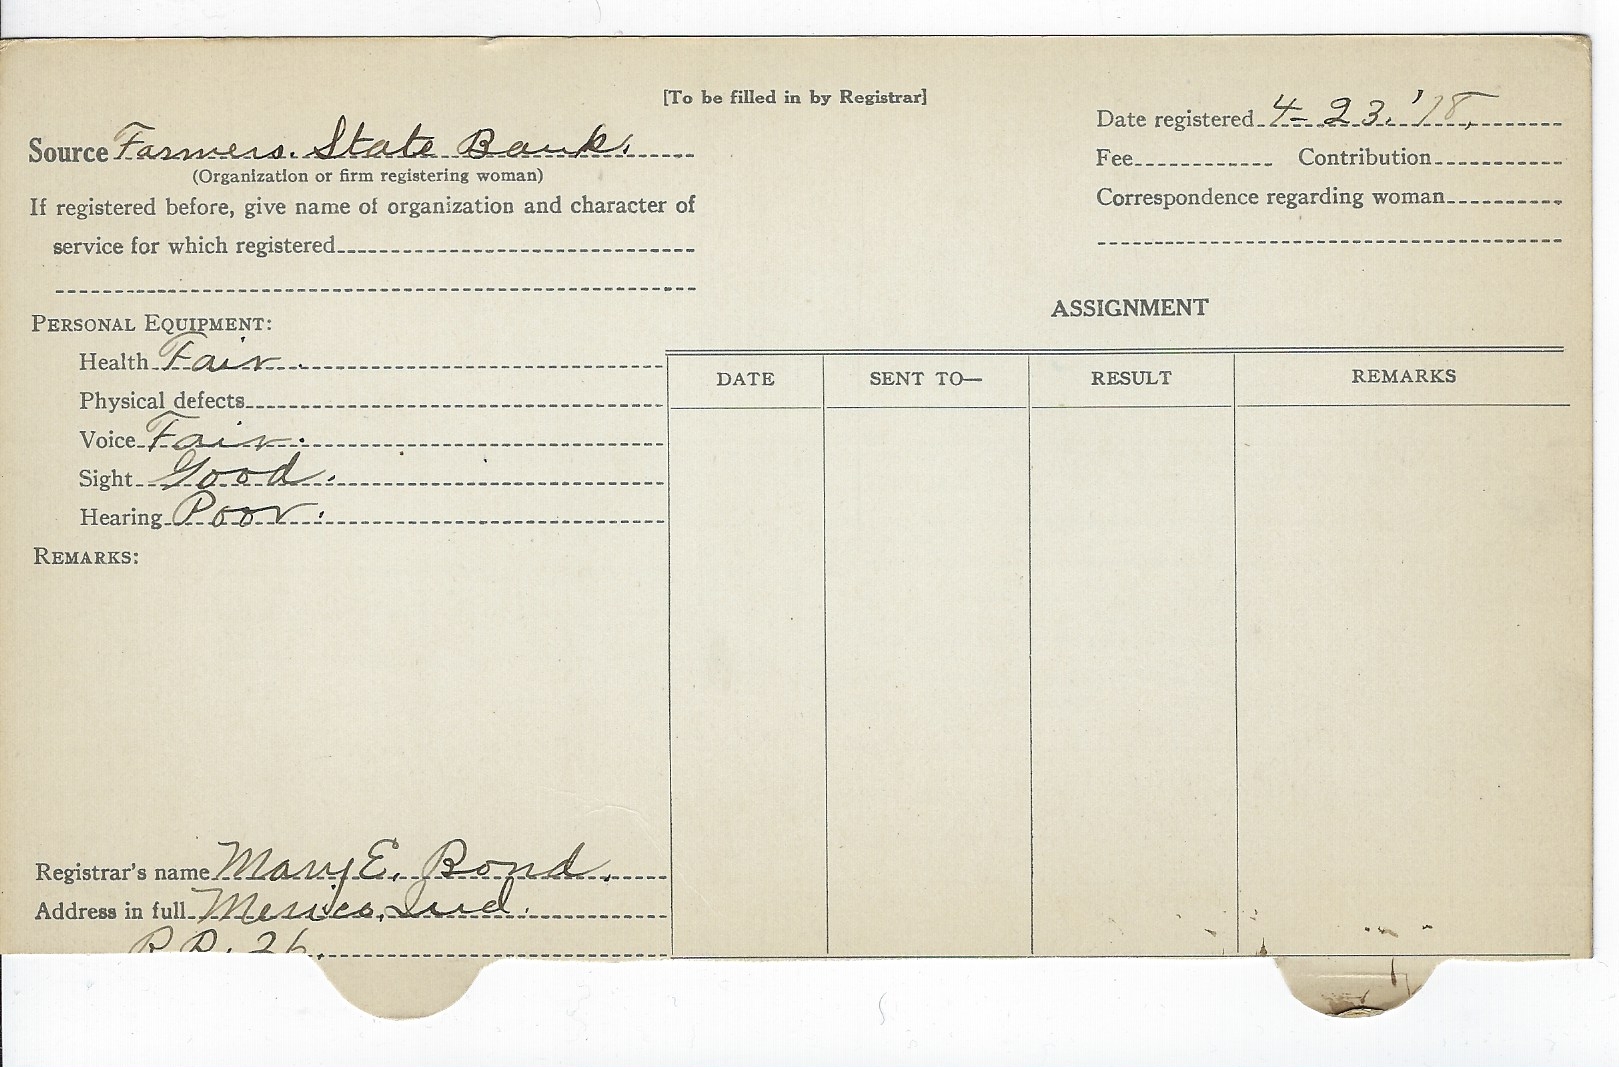 [To be filled in by Registrar]
Source Farmers. State Bank.
(Organization or firm registering woman)
If registered before, give name of organization and character of
service for which registered
Personal Equipment:
Health Fair.
Physical defects
Voice Fair.
Sight Good.
Hearing Poor.
Remarks:
Registrar's name Mary E. Bond.
Address in full Mexico, Ind.
R.R. 26.
Date registered 4-23.'18.
Fee Contribution
Correspondence regarding woman
ASSIGNMENT
DATE SENT TO— RESULT REMARKS